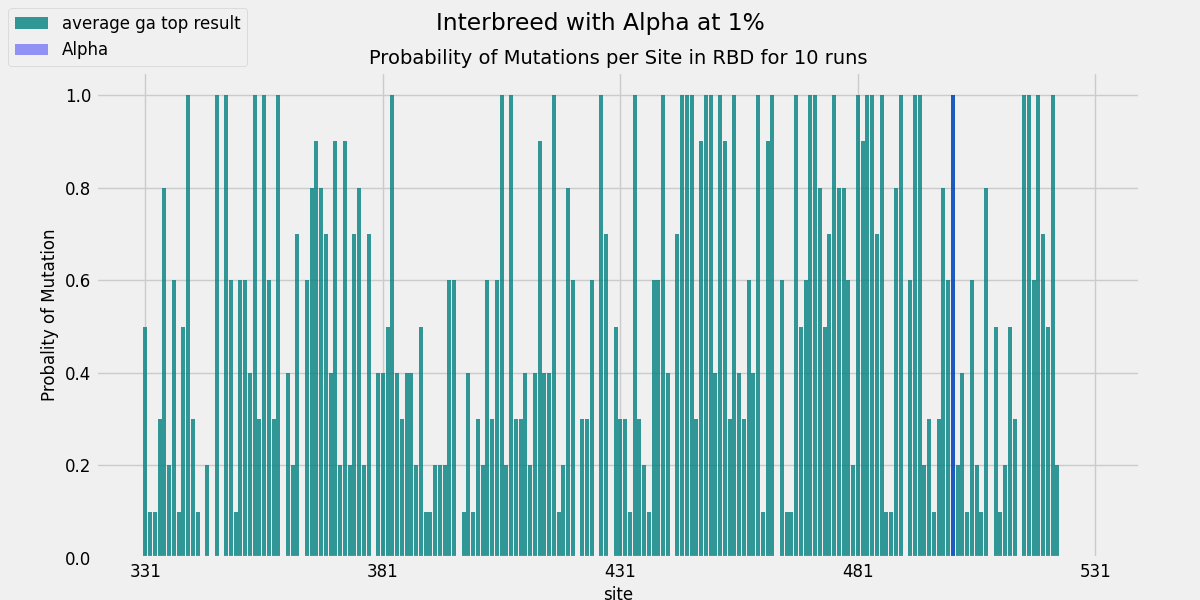 Interbreed with Alpha at 1%
average ga top result
Alpha
Probability of Mutations per Site in RBD for 10 runs
Probality of Mutation
1.0
0.8
0.6
0.4
0.2
0.0
331
381
431
481
531
site